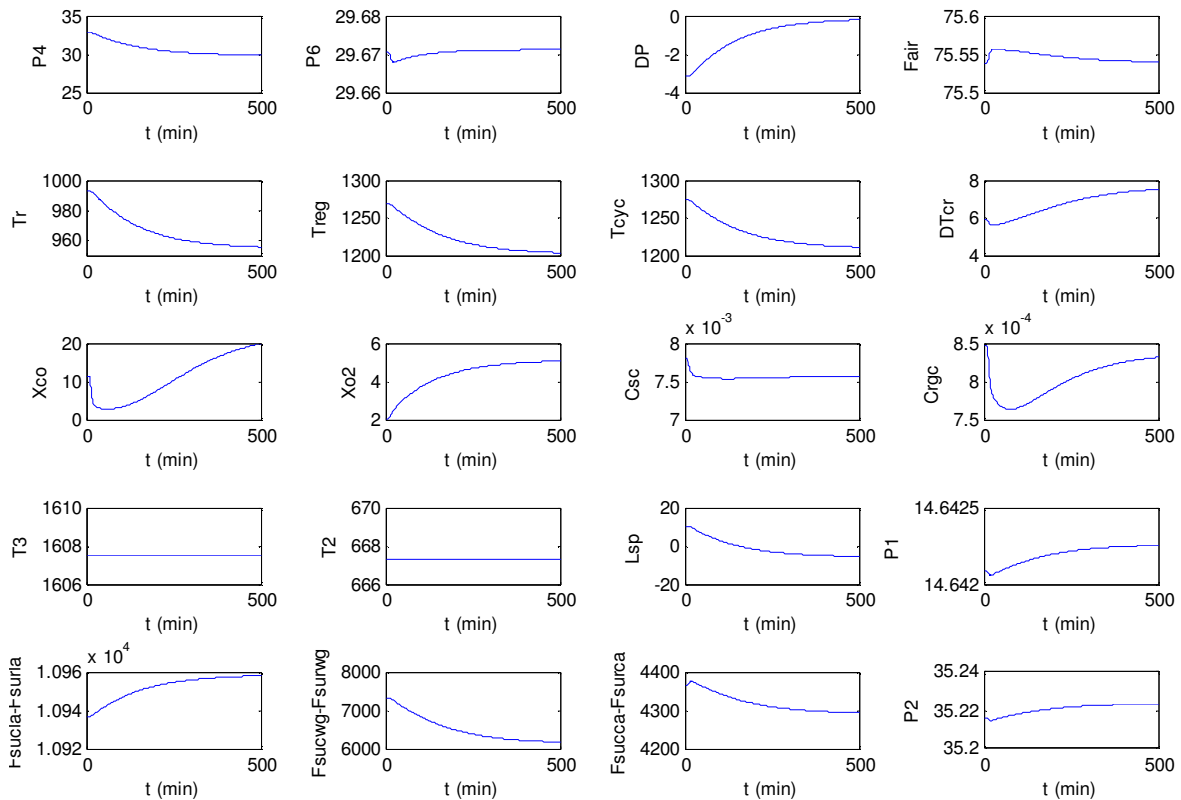 P4
35
30
25
0
500
t (min)
P6
29.68
29.67
29.66
0
500
t (min)
DP
0
-2
-4
0
500
t (min)
Fair
75.6
75.55
75.5
0
500
t (min)
Tr
1000
980
960
0
500
t (min)
Treg
1300
1250
1200
0
500
t (min)
Tcyc
1300
1250
1200
0
500
t (min)
DTcr
8
6
4
0
500
t (min)
Xco
20
10
0
0
500
t (min)
Xo2
6
4
2
0
500
t (min)
x 10-3
Csc
8
7.5
7
0
500
t (min)
x 10-4
Crgc
8.5
8
7.5
0
500
t (min)
T3
1610
1608
1606
0
500
t (min)
T2
670
668
666
0
500
t (min)
Lsp
20
0
-20
0
500
t (min)
P1
14.6425
14.642
0
500
t (min)
x 10 4
Fsucla-Fsurla
1.096
1.094
1.092
0
500
t (min)
Fsucwg-Fsurwg
8000
7000
6000
0
500
t (min)
Fsucca-Fsurca
4400
4300
4200
0
500
t (min)
P2
35.24
35.22
35.2
0
500
t (min)